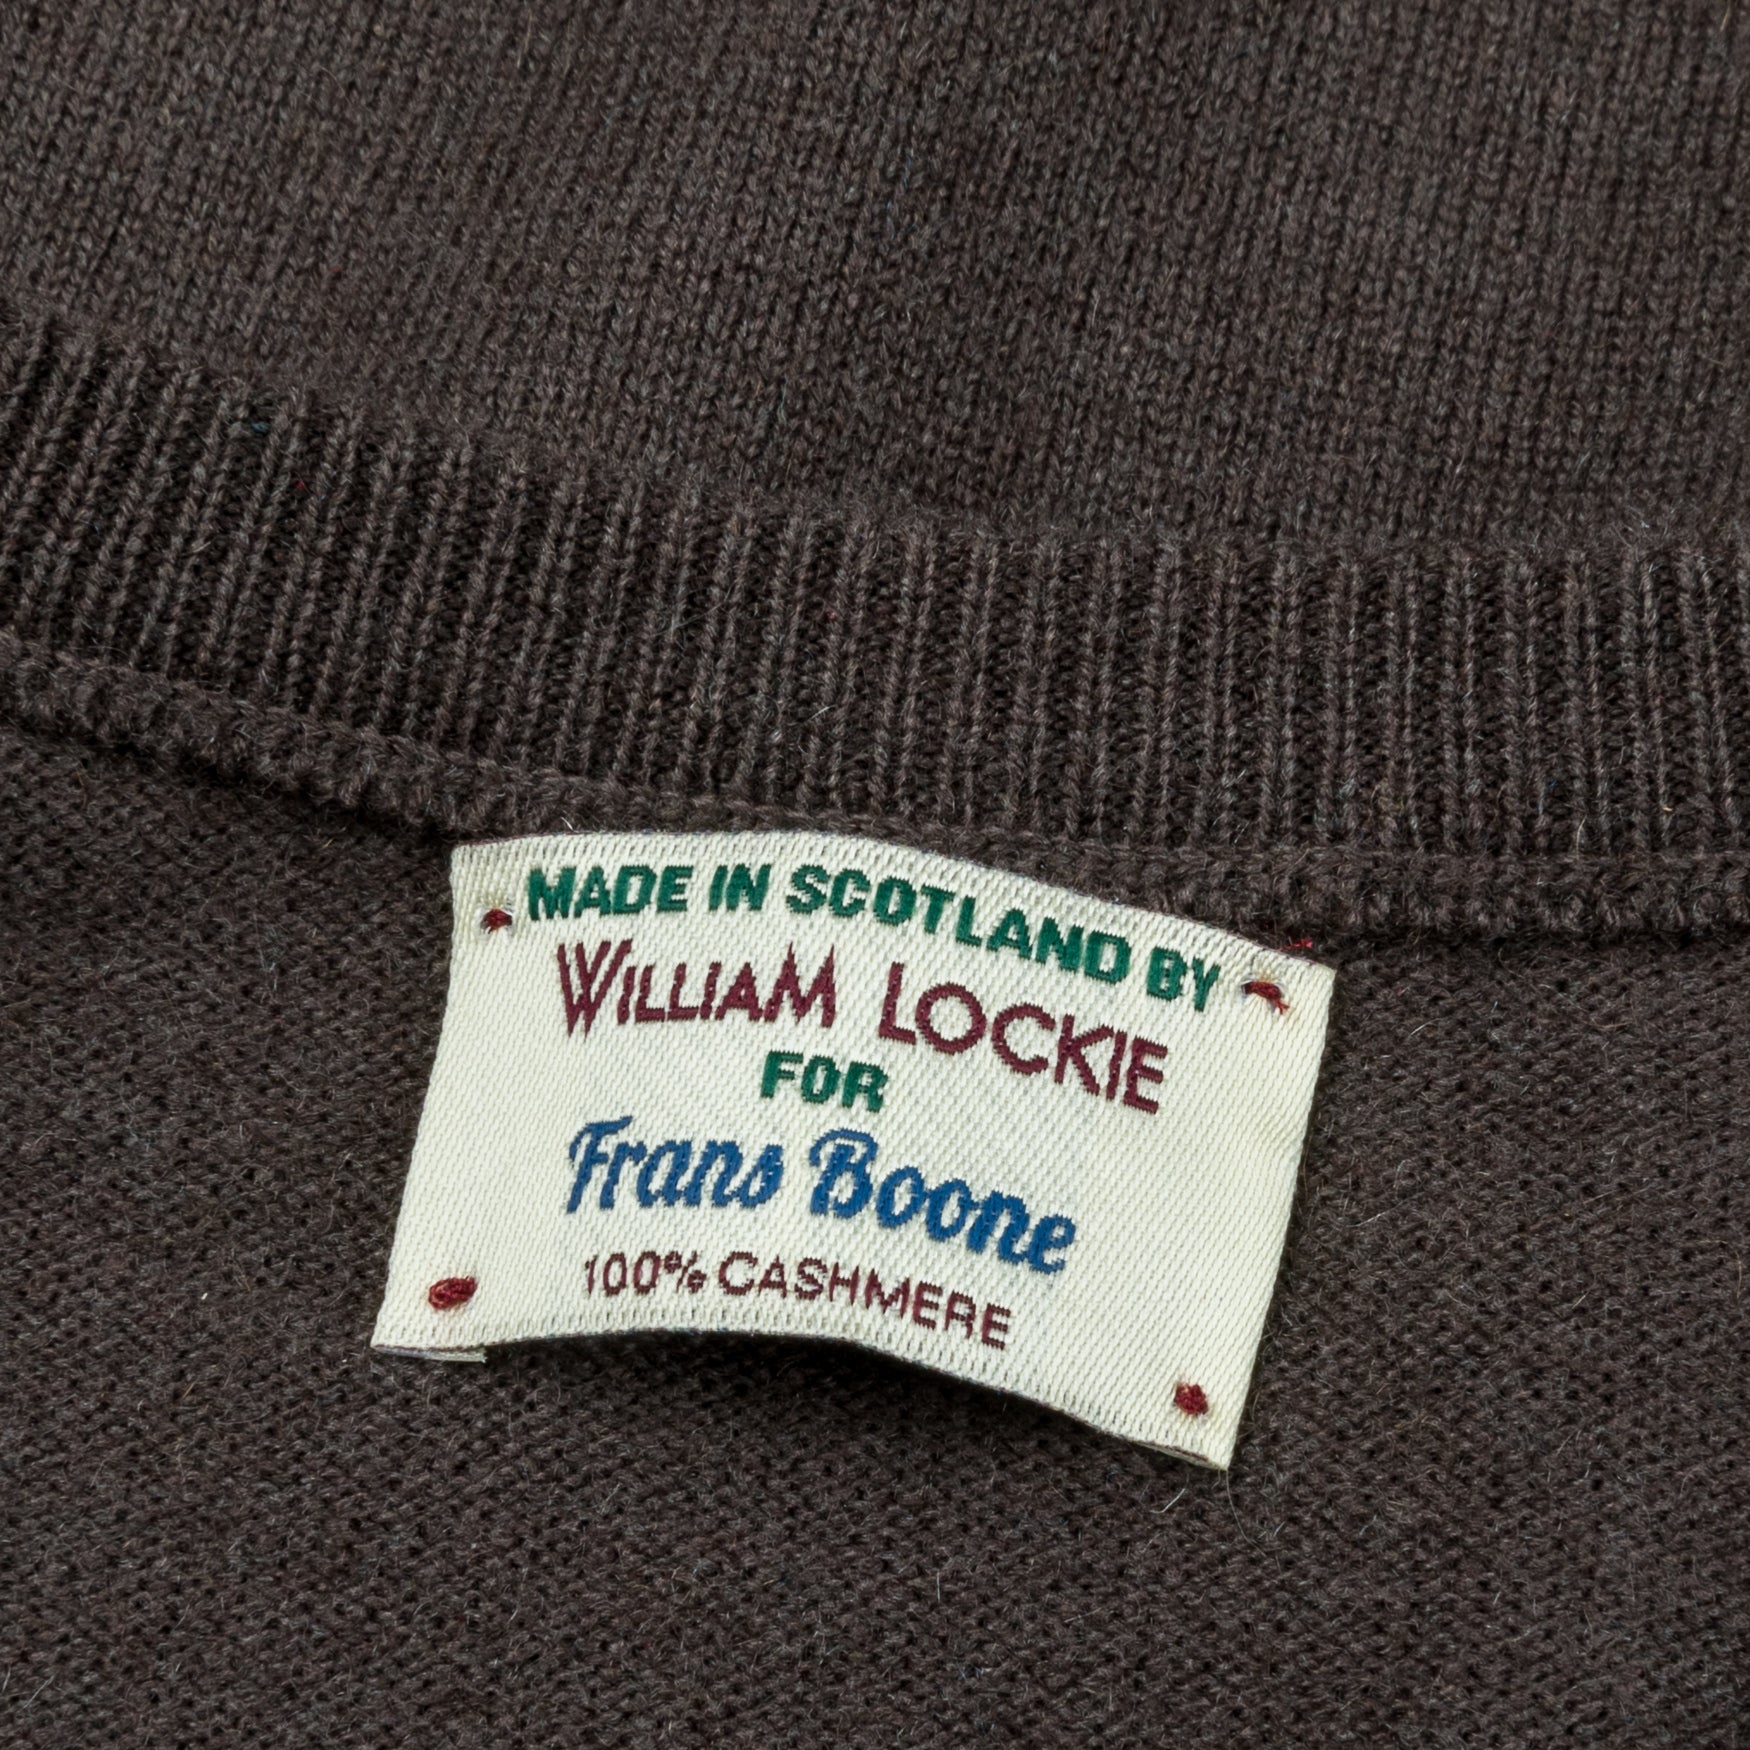 MADE IN SCOTLAND BY
WILLIAM LOCKIE
FOR
Frans Boone
100% CASHMERE